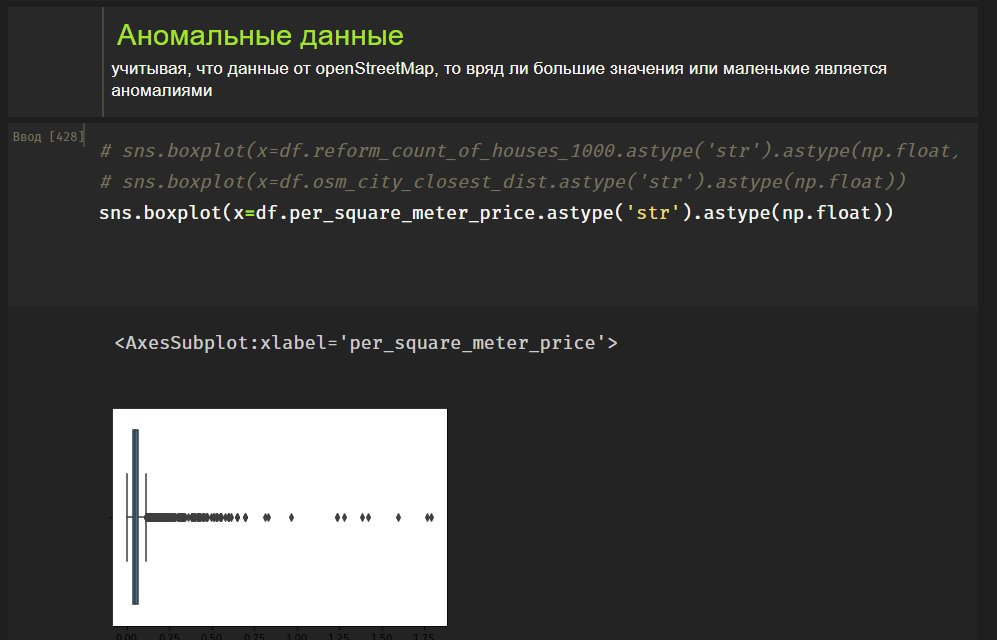 Аномальные данные
учитывая, что данные от openStreetMap, то вряд ли большие значения или маленькие является
аномалиями
Ввод [428]
# sns.boxplot(x=df.reform_count_of_houses_1000.astype('str').astype(np.float,
# sns.boxplot(x=df.osm_city_closest_dist.astype('str').astype(np.float))
sns.boxplot(x=df.per_square_meter_price.astype('str').astype(np.float))
<AxesSubplot:xlabel='per_square_meter_price'>
0.00 0.25 0.50 0.75 1.00 1.25 1.50 1.75